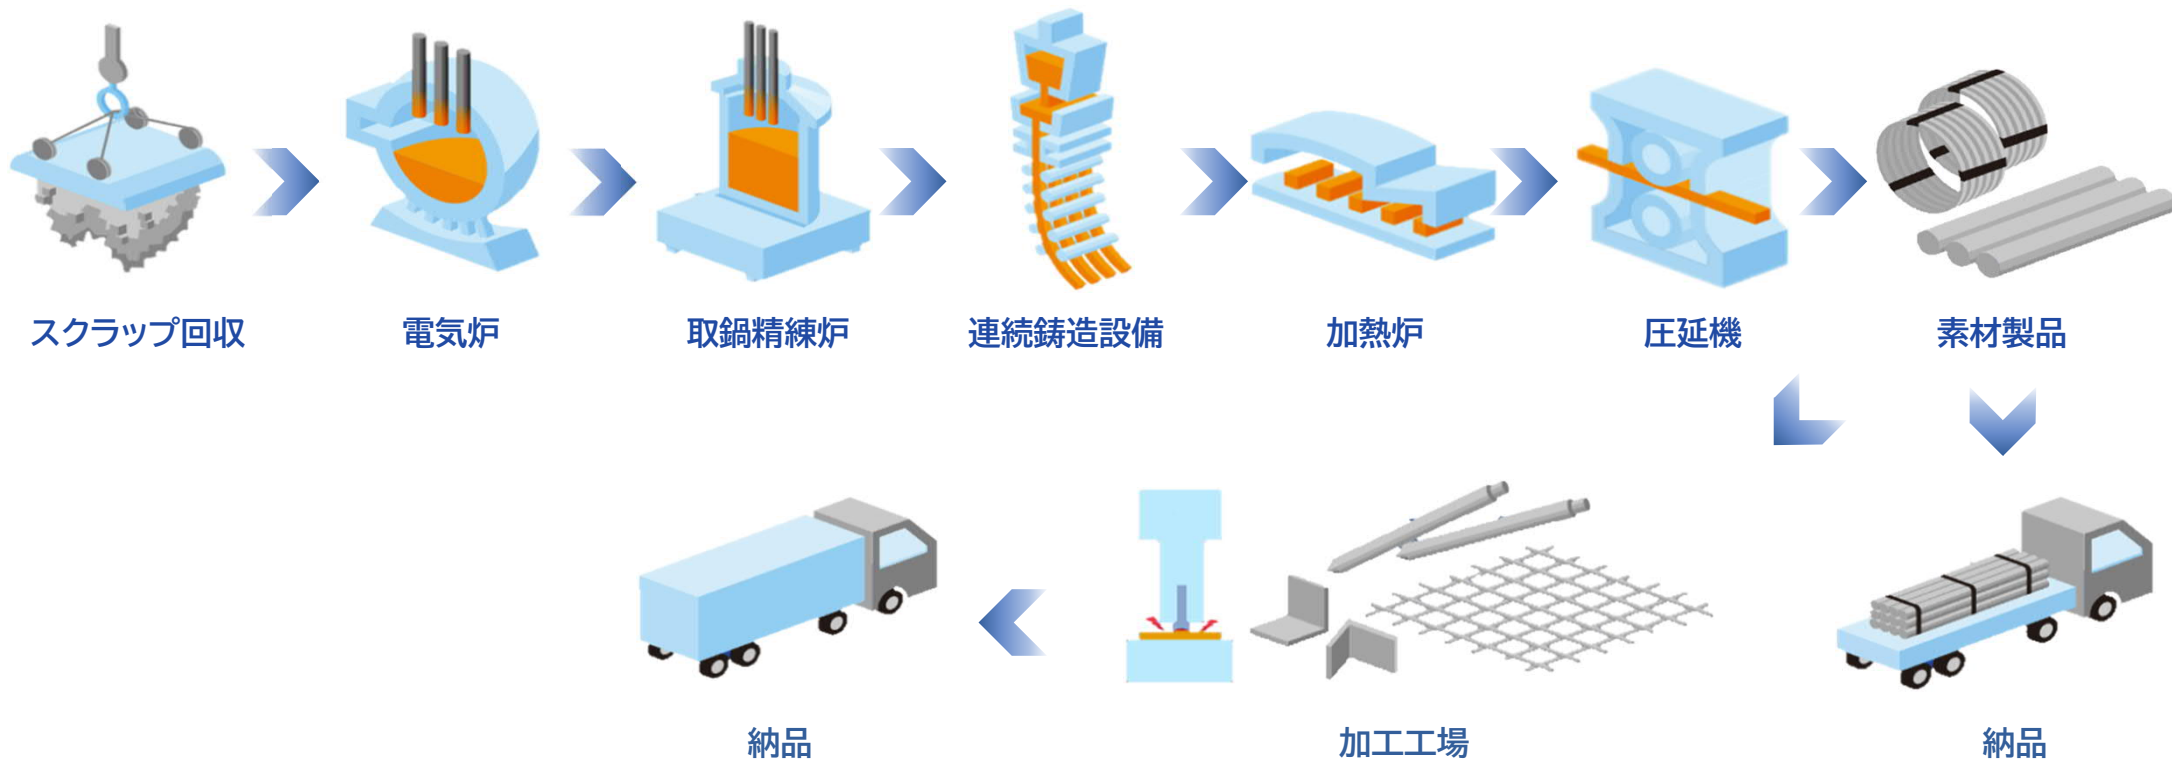 スクラップ回収
電気炉
取鍋精練炉
連続鋳造設備
加熱炉
圧延機
素材製品
納品
加工工場
納品